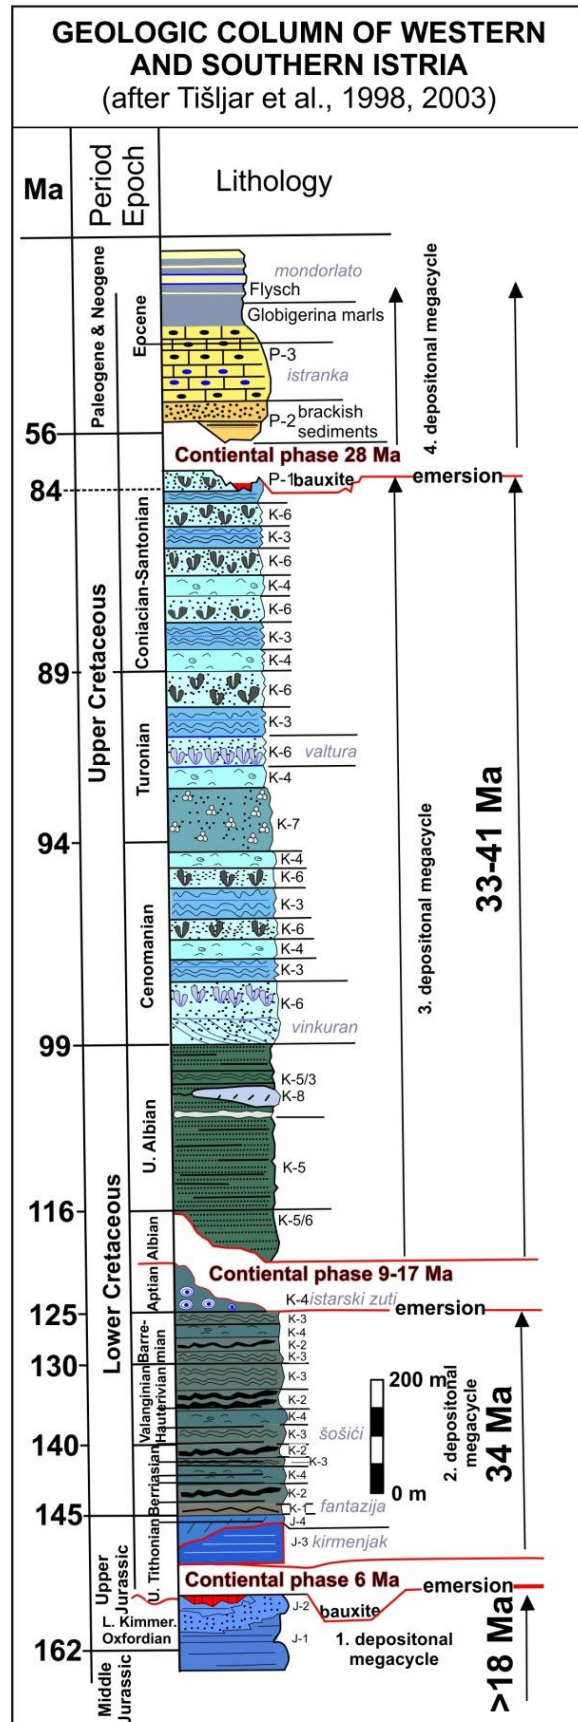 GEOLOGIC COLUMN OF WESTERN
AND SOUTHERN ISTRIA
(after Tišljar et al., 1998, 2003)
Ma
Period
Epoch
Lithology
Paleogene & Neogene
Eocene
mondorlato
Flysch
Globigerina marls
P-3
istranka
P-2
brackish
sediments
56
4. depositonal megacycle
Contiental phase 28 Ma
P-1
bauxite
emersion
84
Upper Cretaceous
Coniacian-Santonian
K-6
K-3
K-6
K-4
K-6
K-3
K-4
89
Turonian
K-6
K-3
K-6
valtura
K-4
K-7
94
Cenomanian
K-4
K-6
K-3
K-6
K-4
K-3
K-6
vinkuran
99
3. depositonal megacycle
33-41 Ma
Lower Cretaceous
U. Albian
K-5/3
K-8
K-5
116
K-5/6
Albian
Contiental phase 9-17 Ma
Aptian
K-4
istarski zuti
125
emersion
Barre-
mian
K-3
K-4
K-2
K-3
130
Valanginian
Hauterivian
K-3
K-2
K-4
K-3
šošići
140
Berriasian
K-2
K-3
K-4
K-2
K-1
fantazija
145
200 m
0 m
2. depositonal
megacycle
34 Ma
Upper
Jurassic
U. Tithonian
J-4
J-3
kirmenjak
Contiental phase 6 Ma
emersion
bauxite
L. Kimmer.
Oxfordian
J-2
J-1
1. depositonal
megacycle
>18 Ma
162
Middle
Jurassic